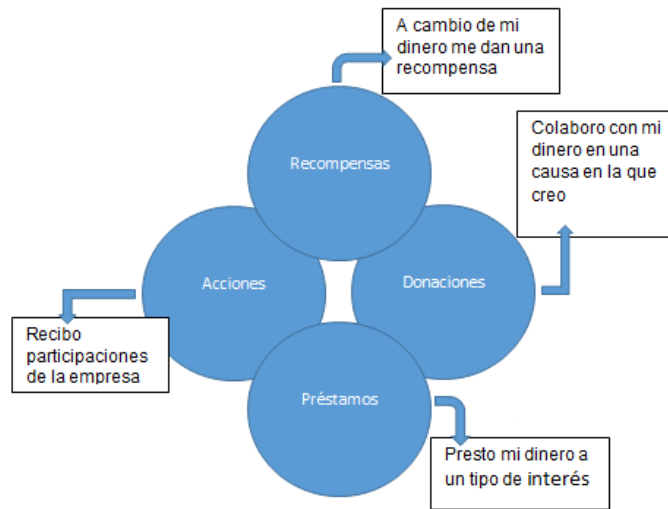 A cambio de mi
dinero me dan una
recompensa
Recompensas
Colaboro con mi
dinero en una
causa en la que
creo
Acciones
Donaciones
Recibo
participaciones
de la empresa
Préstamos
Presto mi dinero a
un tipo de interés